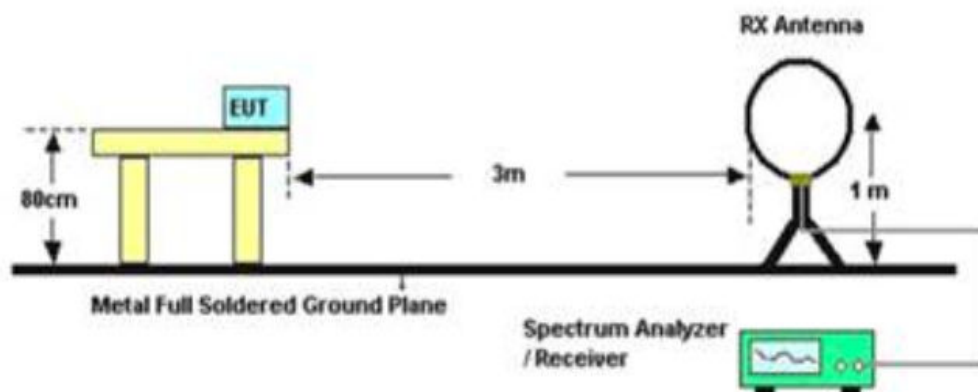 RX Antenna
EUT
80cm
3m
1 m
Metal Full Soldered Ground Plane
Spectrum Analyzer
/ Receiver